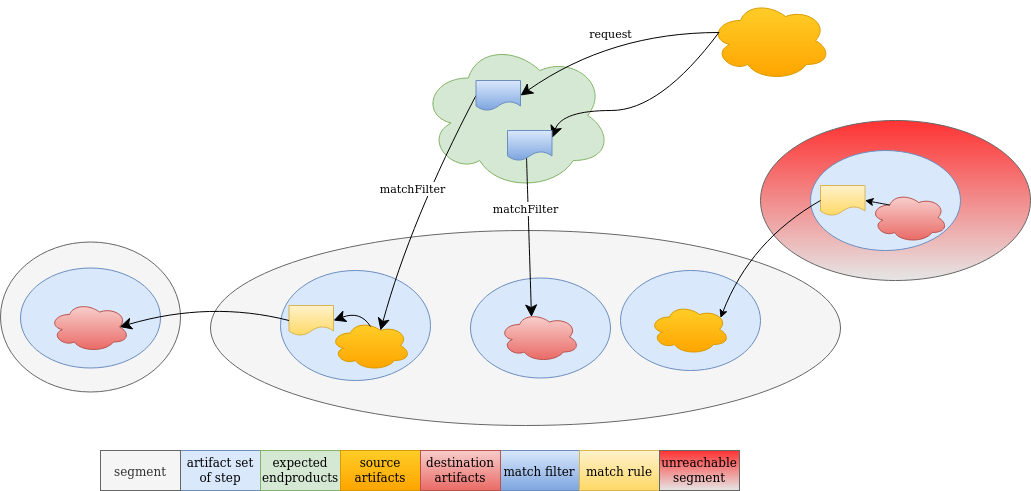 request
matchFilter
matchFilter
segment
artifact set
of step
expected
endproducts
source
artifacts
destination
artifacts
match filter
match rule
unreachable
segment